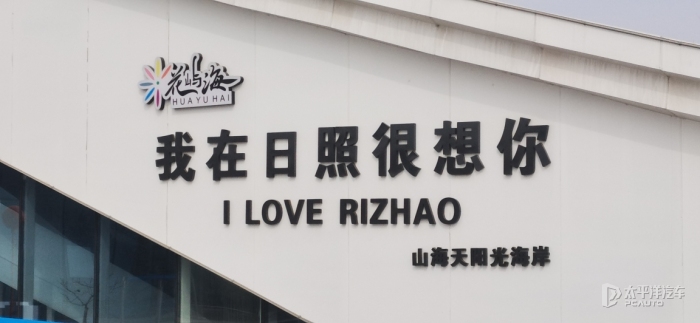 花屿海
HUA YU HAI
我在日照很想你
I LOVE RIZHAO
山海天阳光海岸
太平洋汽车
PCAUTO